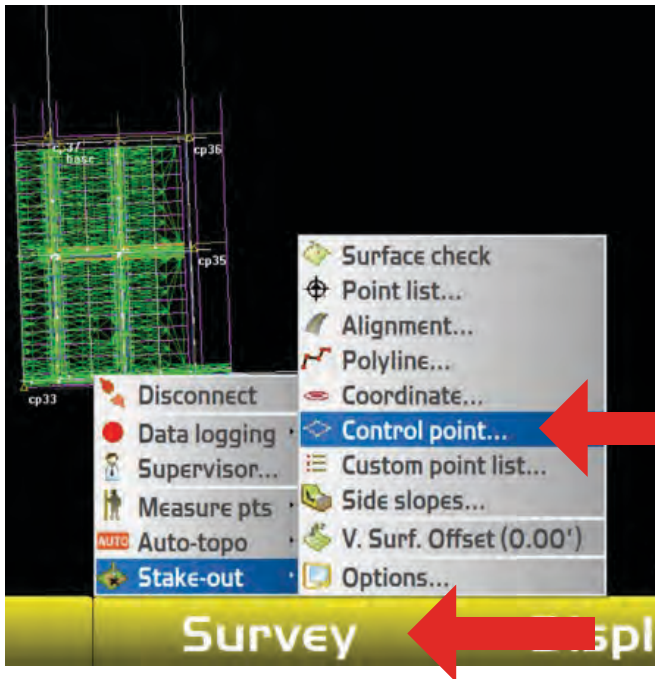 cp37
base
cp36
cp35
cp33
Surface check
Point list...
Alignment...
Polyline...
Coordinate...
Control point...
Custom point list...
Side slopes...
V. Surf. Offset (0.00')
Options...
Disconnect
Data logging
Supervisor...
Measure pts
AUTO Auto-topo
Stake-out
Survey